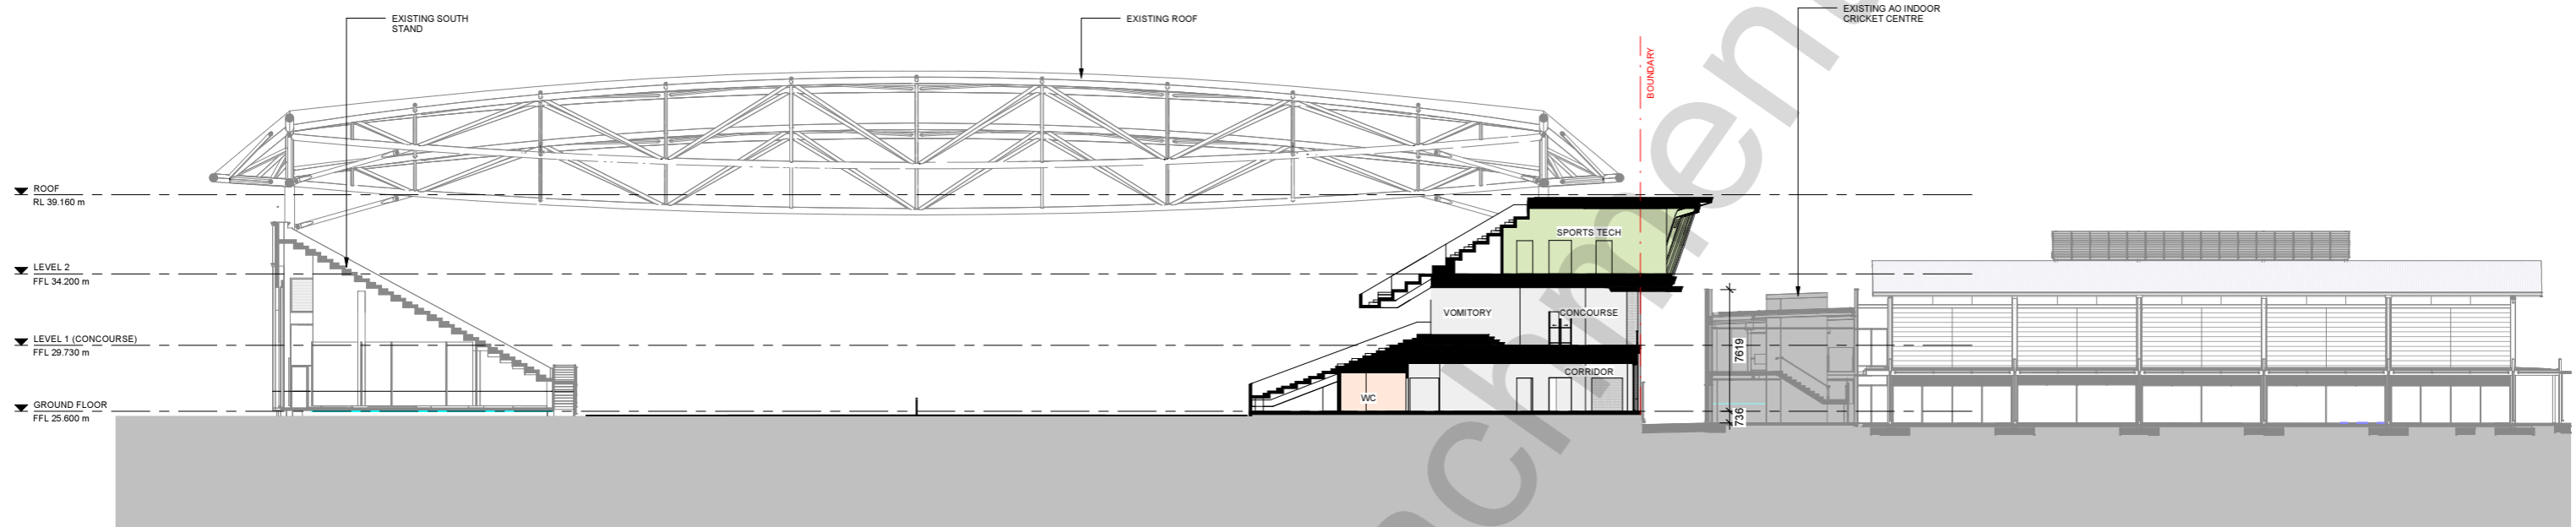 EXISTING SOUTH
STAND
EXISTING ROOF
EXISTING AO INDOOR
CRICKET CENTRE
BOUNDARY
ROOF
RL 39.160 m
SPORTS TECH
LEVEL 2
FFL 34.200 m
VOMITORY
CONCOURSE
LEVEL 1 (CONCOURSE)
FFL 29.730 m
7619
CORRIDOR
WC
GROUND FLOOR
FFL 25.600 m
736
chmen